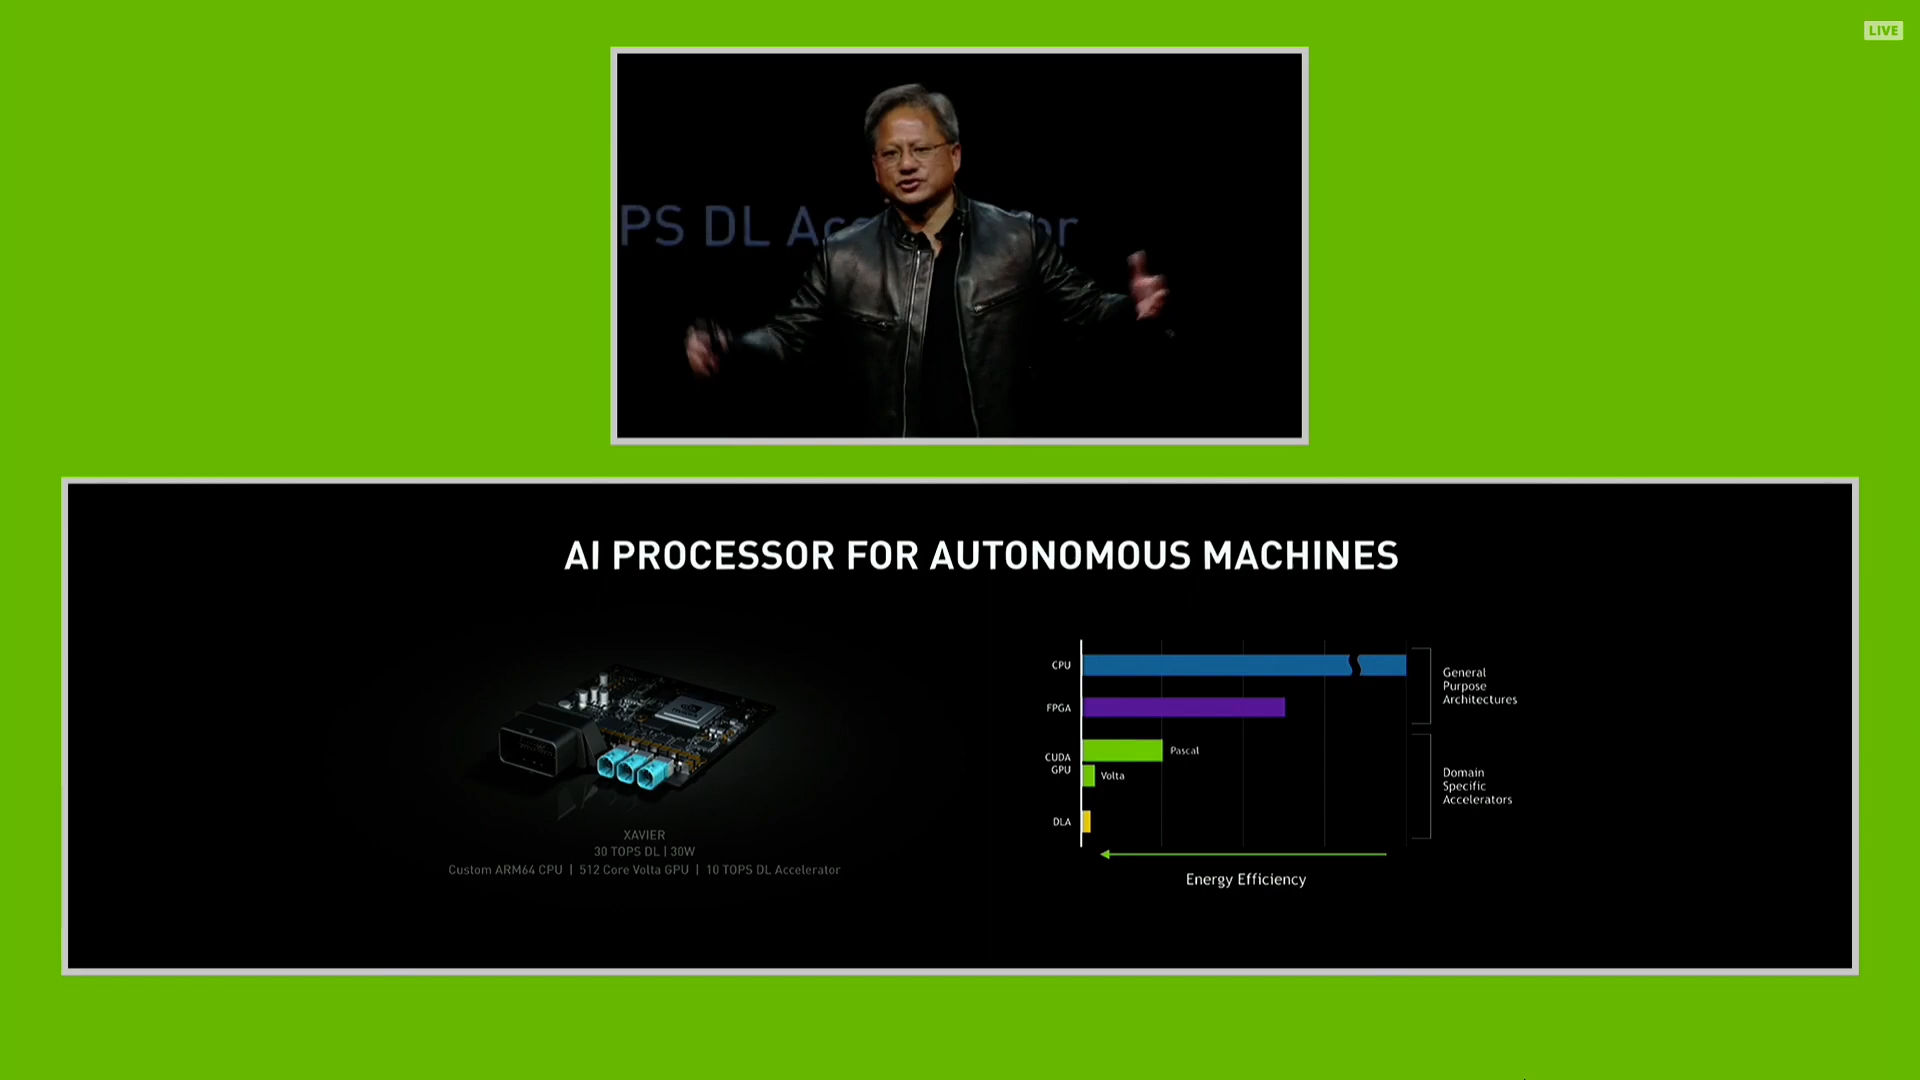 LIVE
PS DL Ac or
AI PROCESSOR FOR AUTONOMOUS MACHINES
XAVIER
30 TOPS DL | 30W
Custom ARM64 CPU | 512 Core Volta GPU | 10 TOPS DL Accelerator
CPU
FPGA
CUDA
GPU
Pascal
Volta
DLA
General
Purpose
Architectures
Domain
Specific
Accelerators
Energy Efficiency